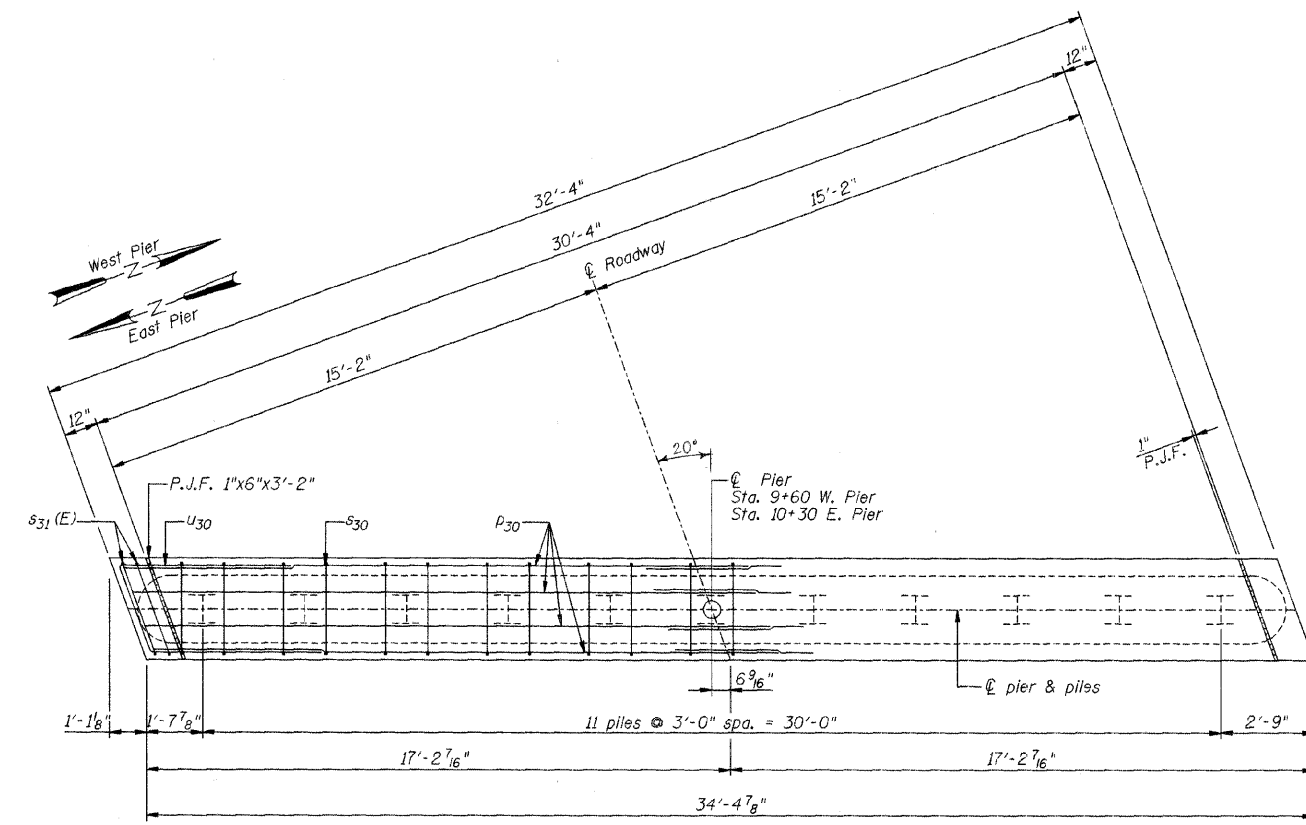 12"
32'-4"
30'-4"
15'-2"
West Pier
Z
Z
East Pier
℄ Roadway
15'-2"
12"
20°
1"
P.J.F.
P.J.F. 1"x6"x3'-2"
℄ Pier
Sta. 9+60 W. Pier
Sta. 10+30 E. Pier
s31 (E)
u30
s30
p30
6 9/16"
℄ pier & piles
1'-1 1/8"
1'-7 7/8"
11 piles @ 3'-0" spa. = 30'-0"
2'-9"
17'-2 7/16"
17'-2 7/16"
34'-4 7/8"